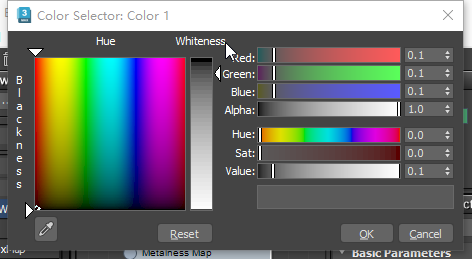 3 Color Selector: Color 1
Hue Whiteness
Blackness
Red: 0.1
Green: 0.1
Blue: 0.1
Alpha: 1.0
Hue: 0.0
Sat: 0.0
Value: 0.1
Reset OK Cancel
Metalness Map
Basic Parameters